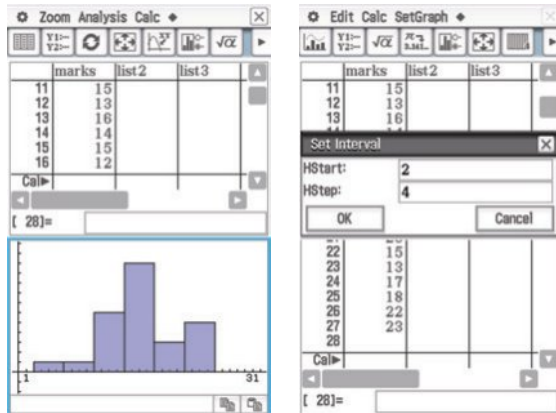 Zoom Analysis Calc
marks list2 list3
11 15
12 13
13 16
14 14
15 15
16 12
Cal
[ 28]=
1 31
Edit Calc SetGraph
marks list2 list3
11 15
12 13
13 16
Set Interval
HStart: 2
HStep: 4
OK Cancel
22 15
23 13
24 17
25 18
26 22
27 23
28
Cal
[ 28]=